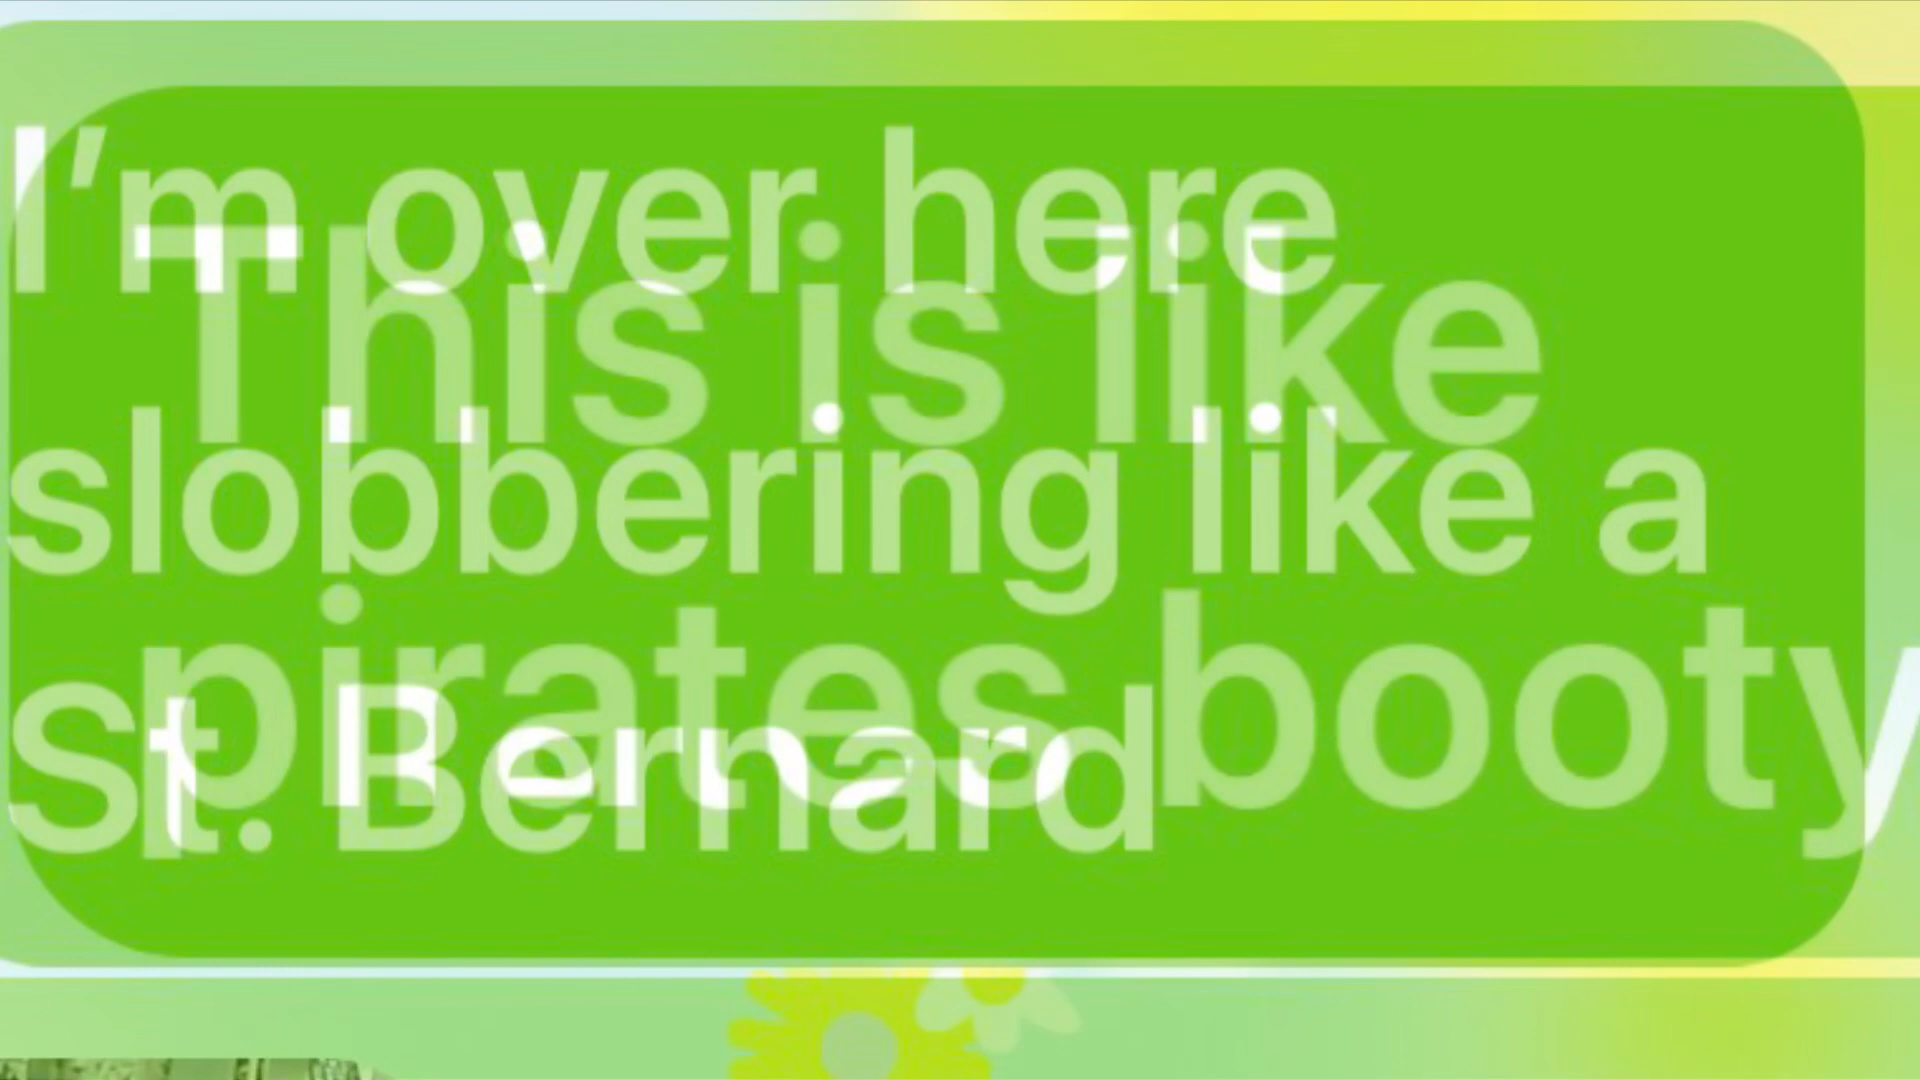 I'm over here
This is like
slobbering like a
pirates booty
St. Bernard